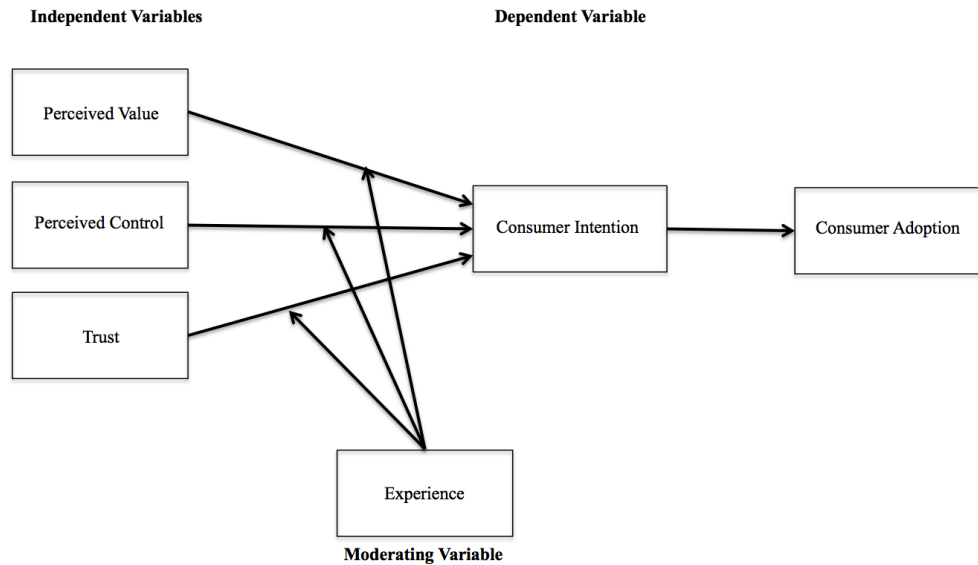 Independent Variables
Dependent Variable
Perceived Value
Perceived Control
Consumer Intention
Consumer Adoption
Trust
Experience
Moderating Variable